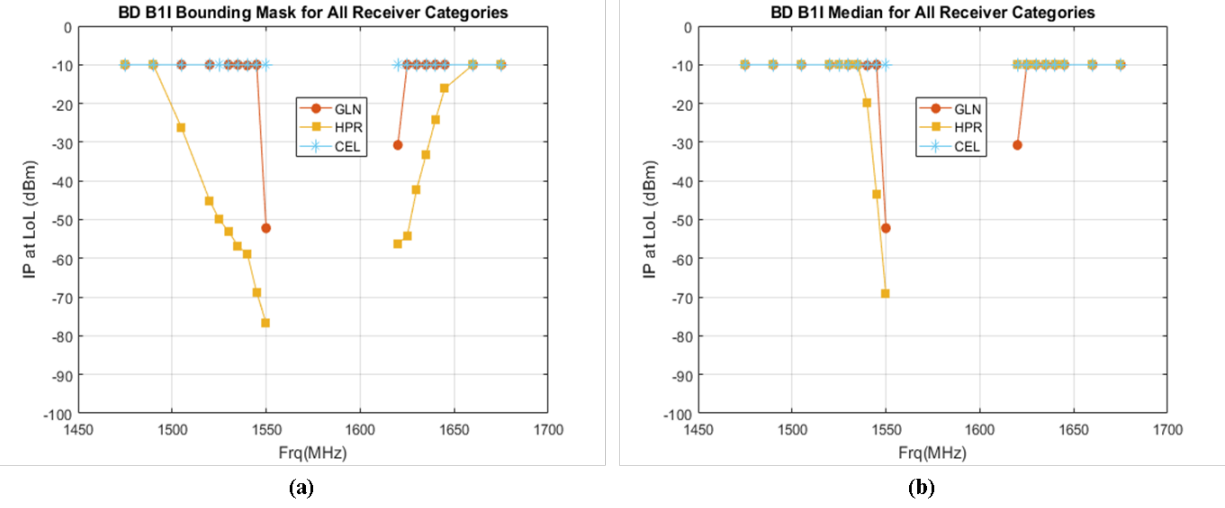 BD B1I Bounding Mask for All Receiver Categories
0
-10
-20
-30
-40
-50
-60
-70
-80
-90
-100
IP at LoL (dBm)
GLN
HPR
CEL
1450 1500 1550 1600 1650 1700
Frq(MHz)
(a)
BD B1I Median for All Receiver Categories
0
-10
-20
-30
-40
-50
-60
-70
-80
-90
-100
IP at LoL (dBm)
GLN
HPR
CEL
1450 1500 1550 1600 1650 1700
Frq(MHz)
(b)